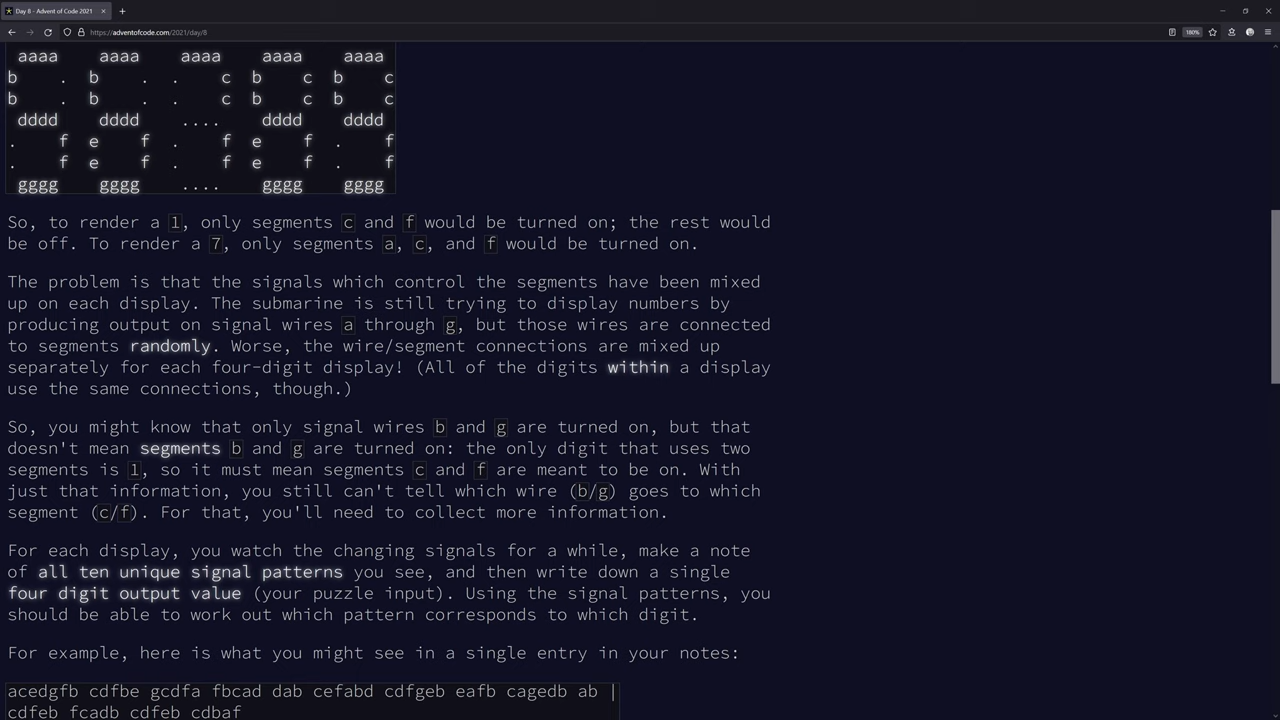 Day 8 - Advent of Code 2021
https://adventofcode.com/2021/day/8
180%
 aaaa    aaaa    aaaa    aaaa    aaaa
b    .  b    .  .    c  b    c  b    c
b    .  b    .  .    c  b    c  b    c
 dddd    dddd    ....    dddd    dddd
.    f  e    f  .    f  e    f  .    f
.    f  e    f  .    f  e    f  .    f
 gggg    gggg    ....    gggg    gggg
So, to render a 1, only segments c and f would be turned on; the rest would
be off. To render a 7, only segments a, c, and f would be turned on.
The problem is that the signals which control the segments have been mixed
up on each display. The submarine is still trying to display numbers by
producing output on signal wires a through g, but those wires are connected
to segments randomly. Worse, the wire/segment connections are mixed up
separately for each four-digit display! (All of the digits within a display
use the same connections, though.)
So, you might know that only signal wires b and g are turned on, but that
doesn't mean segments b and g are turned on: the only digit that uses two
segments is 1, so it must mean segments c and f are meant to be on. With
just that information, you still can't tell which wire (b/g) goes to which
segment (c/f). For that, you'll need to collect more information.
For each display, you watch the changing signals for a while, make a note
of all ten unique signal patterns you see, and then write down a single
four digit output value (your puzzle input). Using the signal patterns, you
should be able to work out which pattern corresponds to which digit.
For example, here is what you might see in a single entry in your notes:
acedgfb cdfbe gcdfa fbcad dab cefabd cdfgeb eafb cagedb ab |
cdfeb fcadb cdfeb cdbaf